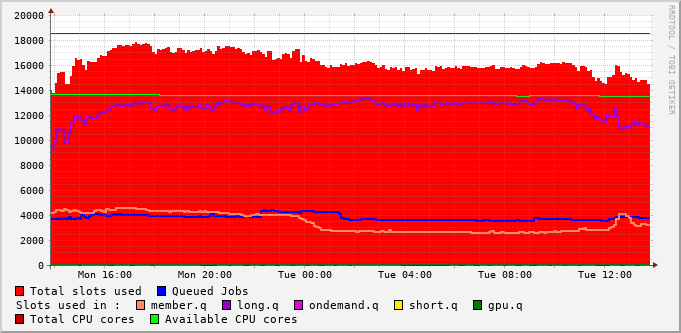 RRDTOOL / TOBI OETIKER
20000
18000
16000
14000
12000
10000
8000
6000
4000
2000
0
Mon 16:00 Mon 20:00 Tue 00:00 Tue 04:00 Tue 08:00 Tue 12:00
Total slots used Queued Jobs
Slots used in : member.q long.q ondemand.q short.q gpu.q
Total CPU cores Available CPU cores